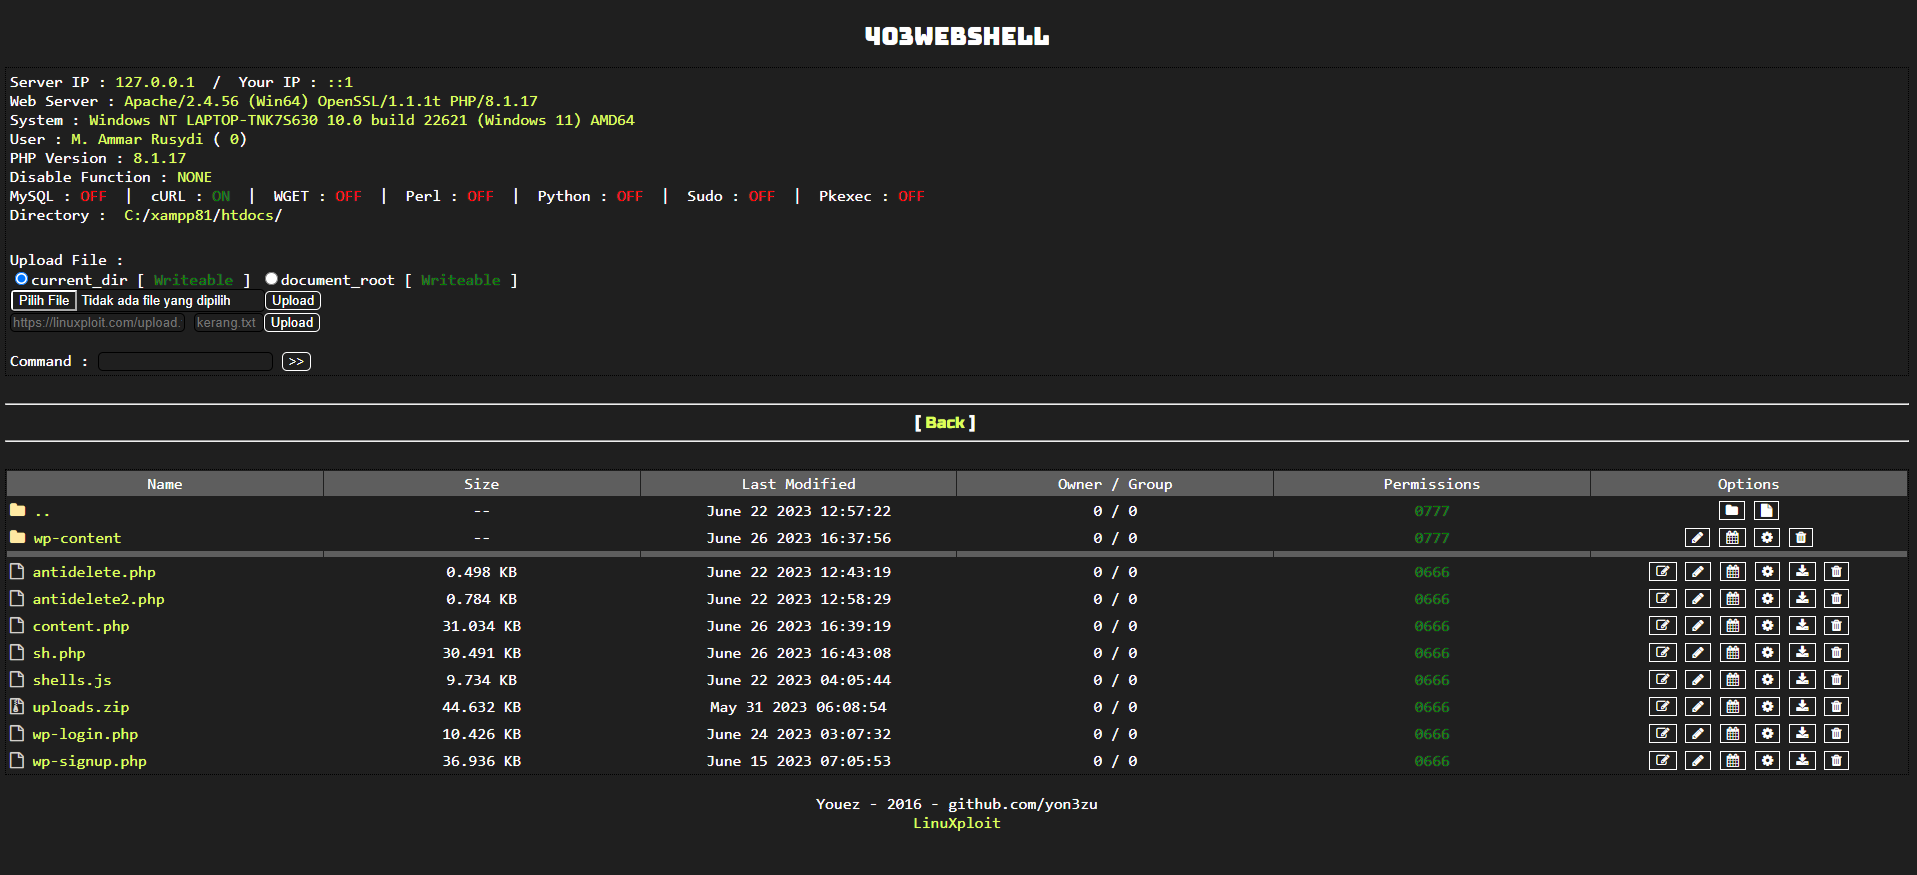 403WEBSHELL
Server IP : 127.0.0.1 / Your IP : ::1
Web Server : Apache/2.4.56 (Win64) OpenSSL/1.1.1t PHP/8.1.17
System : Windows NT LAPTOP-TNK7S630 10.0 build 22621 (Windows 11) AMD64
User : M. Ammar Rusydi ( 0)
PHP Version : 8.1.17
Disable Function : NONE
MySQL : OFF | cURL : ON | WGET : OFF | Perl : OFF | Python : OFF | Sudo : OFF | Pkexec : OFF
Directory : C:/xampp81/htdocs/
Upload File :
current_dir [ Writeable ] document_root [ Writeable ]
Pilih File Tidak ada file yang dipilih Upload
https://linuxploit.com/upload. kerang.txt Upload
Command : >>
[ Back ]
Name Size Last Modified Owner / Group Permissions Options
.. -- June 22 2023 12:57:22 0 / 0 0777
wp-content -- June 26 2023 16:37:56 0 / 0 0777
antidelete.php 0.498 KB June 22 2023 12:43:19 0 / 0 0666
antidelete2.php 0.784 KB June 22 2023 12:58:29 0 / 0 0666
content.php 31.034 KB June 26 2023 16:39:19 0 / 0 0666
sh.php 30.491 KB June 26 2023 16:43:08 0 / 0 0666
shells.js 9.734 KB June 22 2023 04:05:44 0 / 0 0666
uploads.zip 44.632 KB May 31 2023 06:08:54 0 / 0 0666
wp-login.php 10.426 KB June 24 2023 03:07:32 0 / 0 0666
wp-signup.php 36.936 KB June 15 2023 07:05:53 0 / 0 0666
Youez - 2016 - github.com/yon3zu
LinuXploit